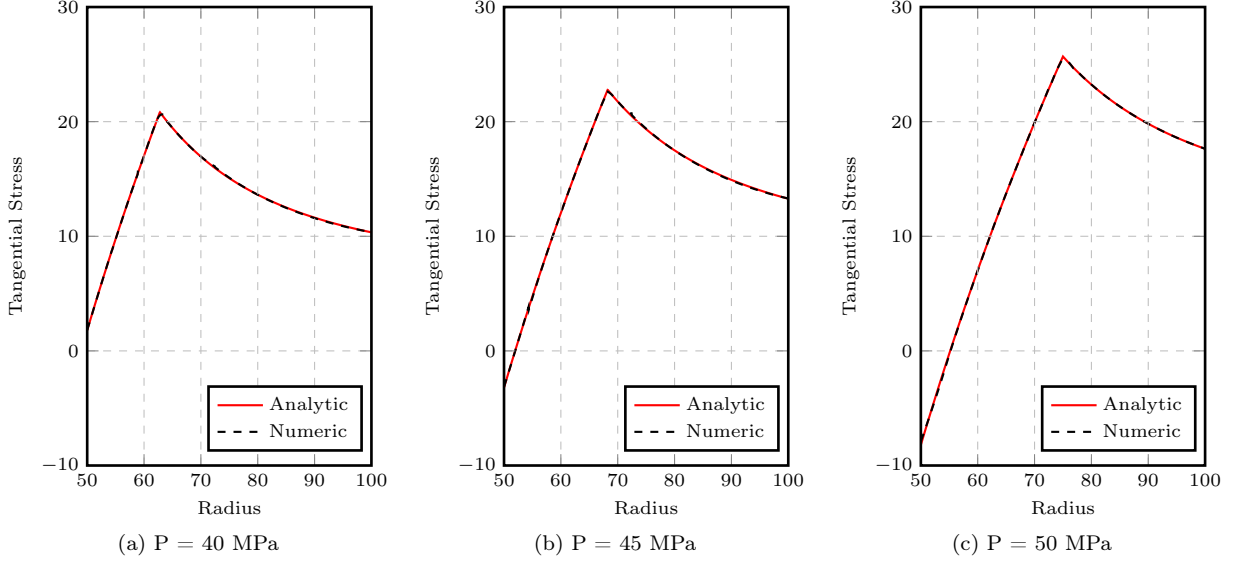 30
20
10
0
−10
50
60
70
80
90
100
Tangential Stress
Radius
Analytic
Numeric
(a) P = 40 MPa
30
20
10
0
−10
50
60
70
80
90
100
Tangential Stress
Radius
Analytic
Numeric
(b) P = 45 MPa
30
20
10
0
−10
50
60
70
80
90
100
Tangential Stress
Radius
Analytic
Numeric
(c) P = 50 MPa